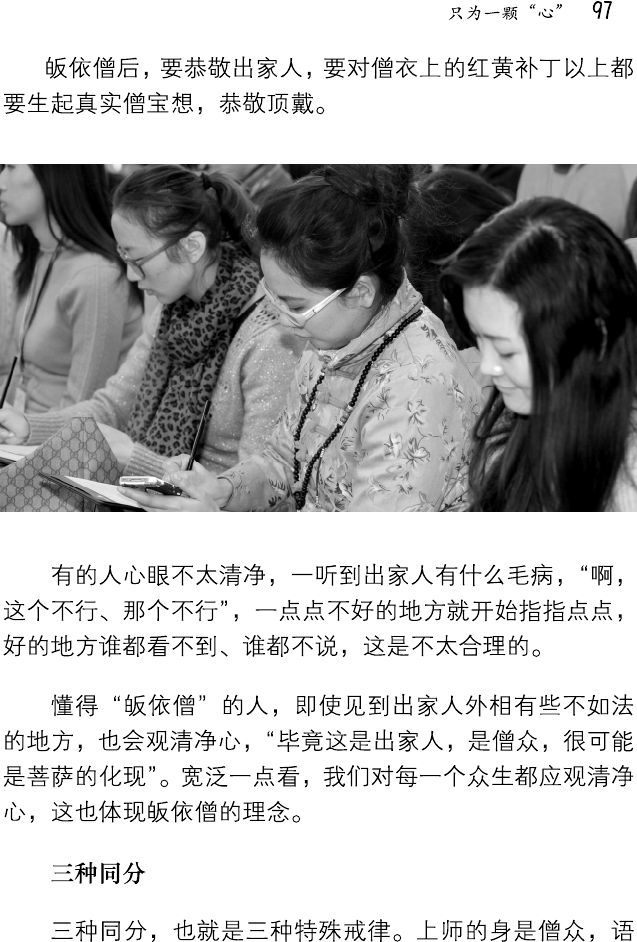 只为一颗“心” 97
皈依僧后，要恭敬出家人，要对僧衣上的红黄补丁以上都
要生起真实僧宝想，恭敬顶戴。
有的人心眼不太清净，一听到出家人有什么毛病，“啊，
这个不行、那个不行”，一点点不好的地方就开始指指点点，
好的地方谁都看不到、谁都不说，这是不太合理的。
懂得“皈依僧”的人，即使见到出家人外相有些不如法
的地方，也会观清净心，“毕竟这是出家人，是僧众，很可能
是菩萨的化现”。宽泛一点看，我们对每一个众生都应观清净
心，这也体现皈依僧的理念。
三种同分
三种同分，也就是三种特殊戒律。上师的身是僧众，语